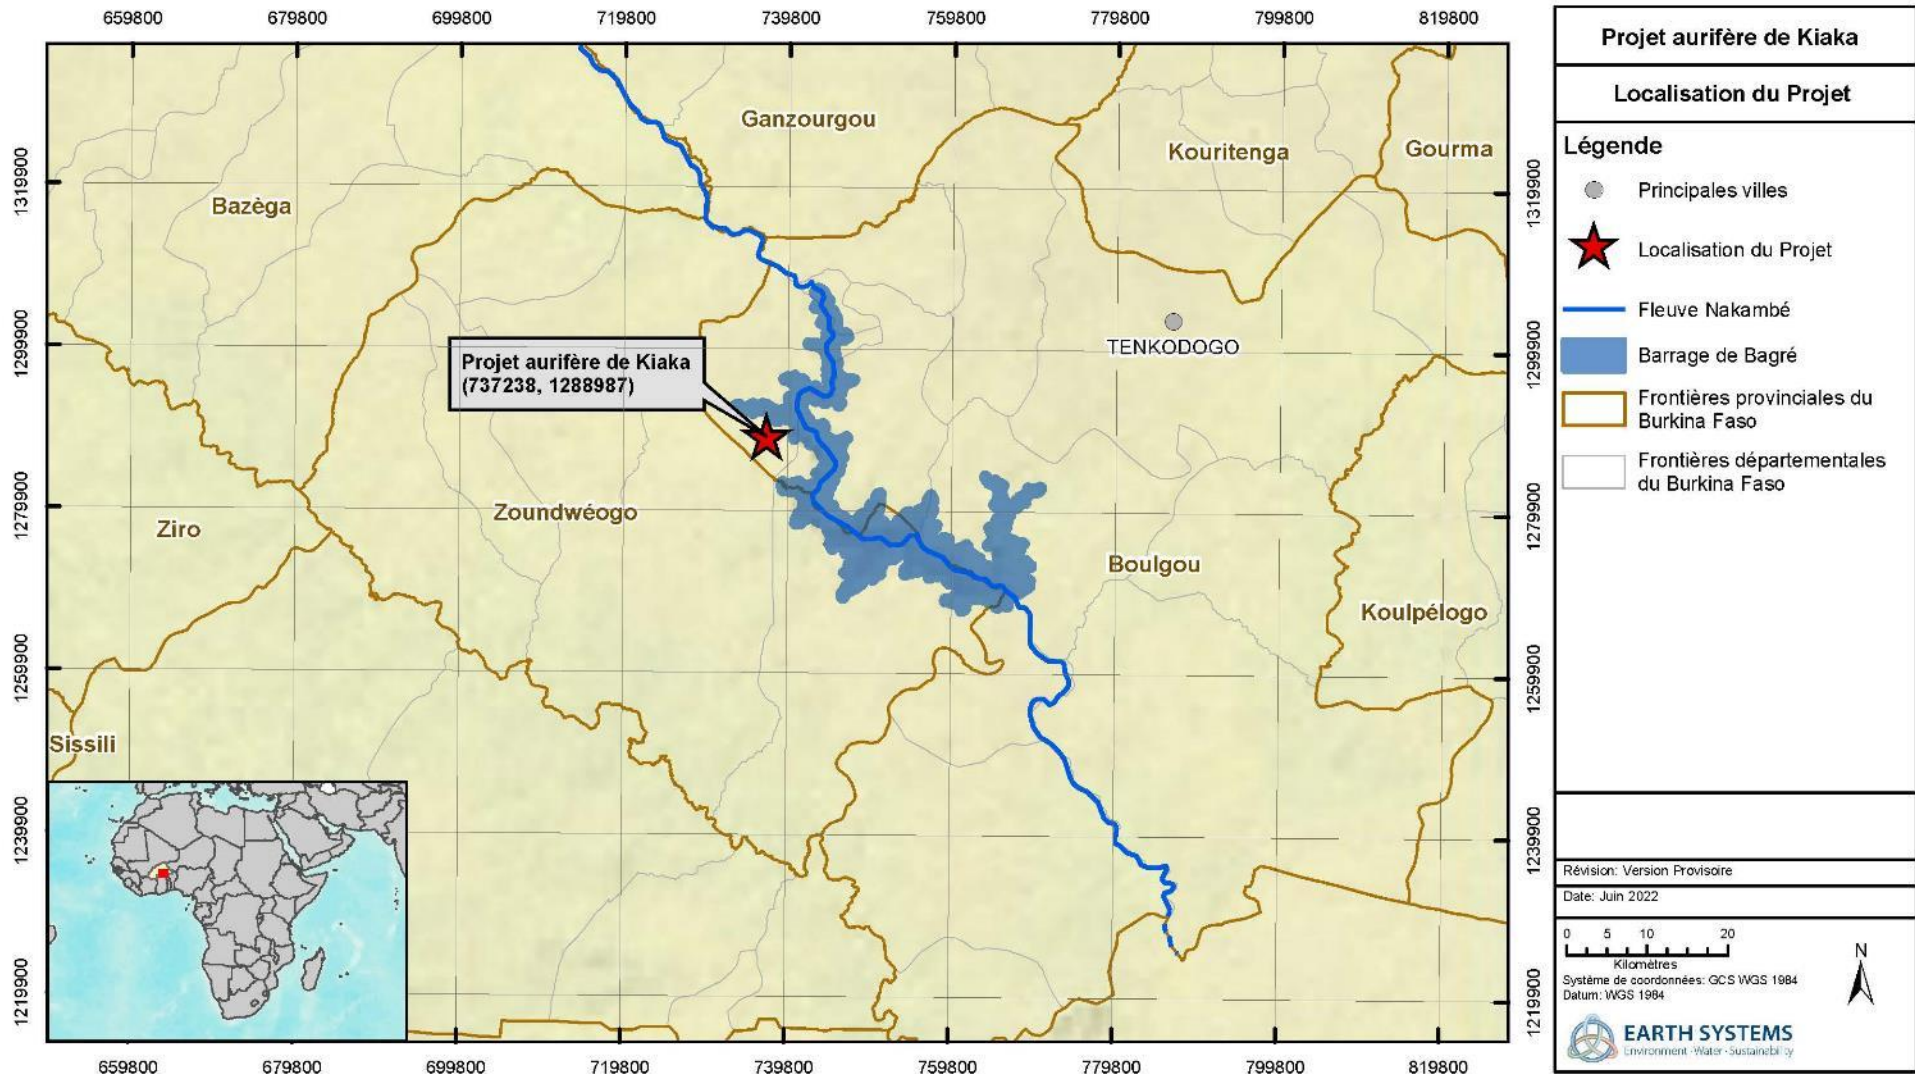 659800 679800 699800 719800 739800 759800 779800 799800 819800
Projet aurifère de Kiaka
Localisation du Projet
Légende
Principales villes
Localisation du Projet
Fleuve Nakambé
Barrage de Bagré
Frontières provinciales du
Burkina Faso
Frontières départementales
du Burkina Faso
Ganzourgou
Kouritenga
Gourma
Bazèga
1319900
1319900
TENKODOGO
1299900
1299900
Projet aurifère de Kiaka
(737238, 1288987)
Zoundwéogo
Ziro
1279900
1279900
Boulgou
Koulpélogo
1259900
1259900
Sissili
1239900
1239900
1219900
1219900
659800 679800 699800 719800 739800 759800 779800 799800 819800
Révision: Version Provisoire
Date: Juin 2022
0 5 10 20
Kilomètres
N
Système de coordonnées: GCS WGS 1984
Datum: WGS 1984
EARTH SYSTEMS
Environment - Water - Sustainability